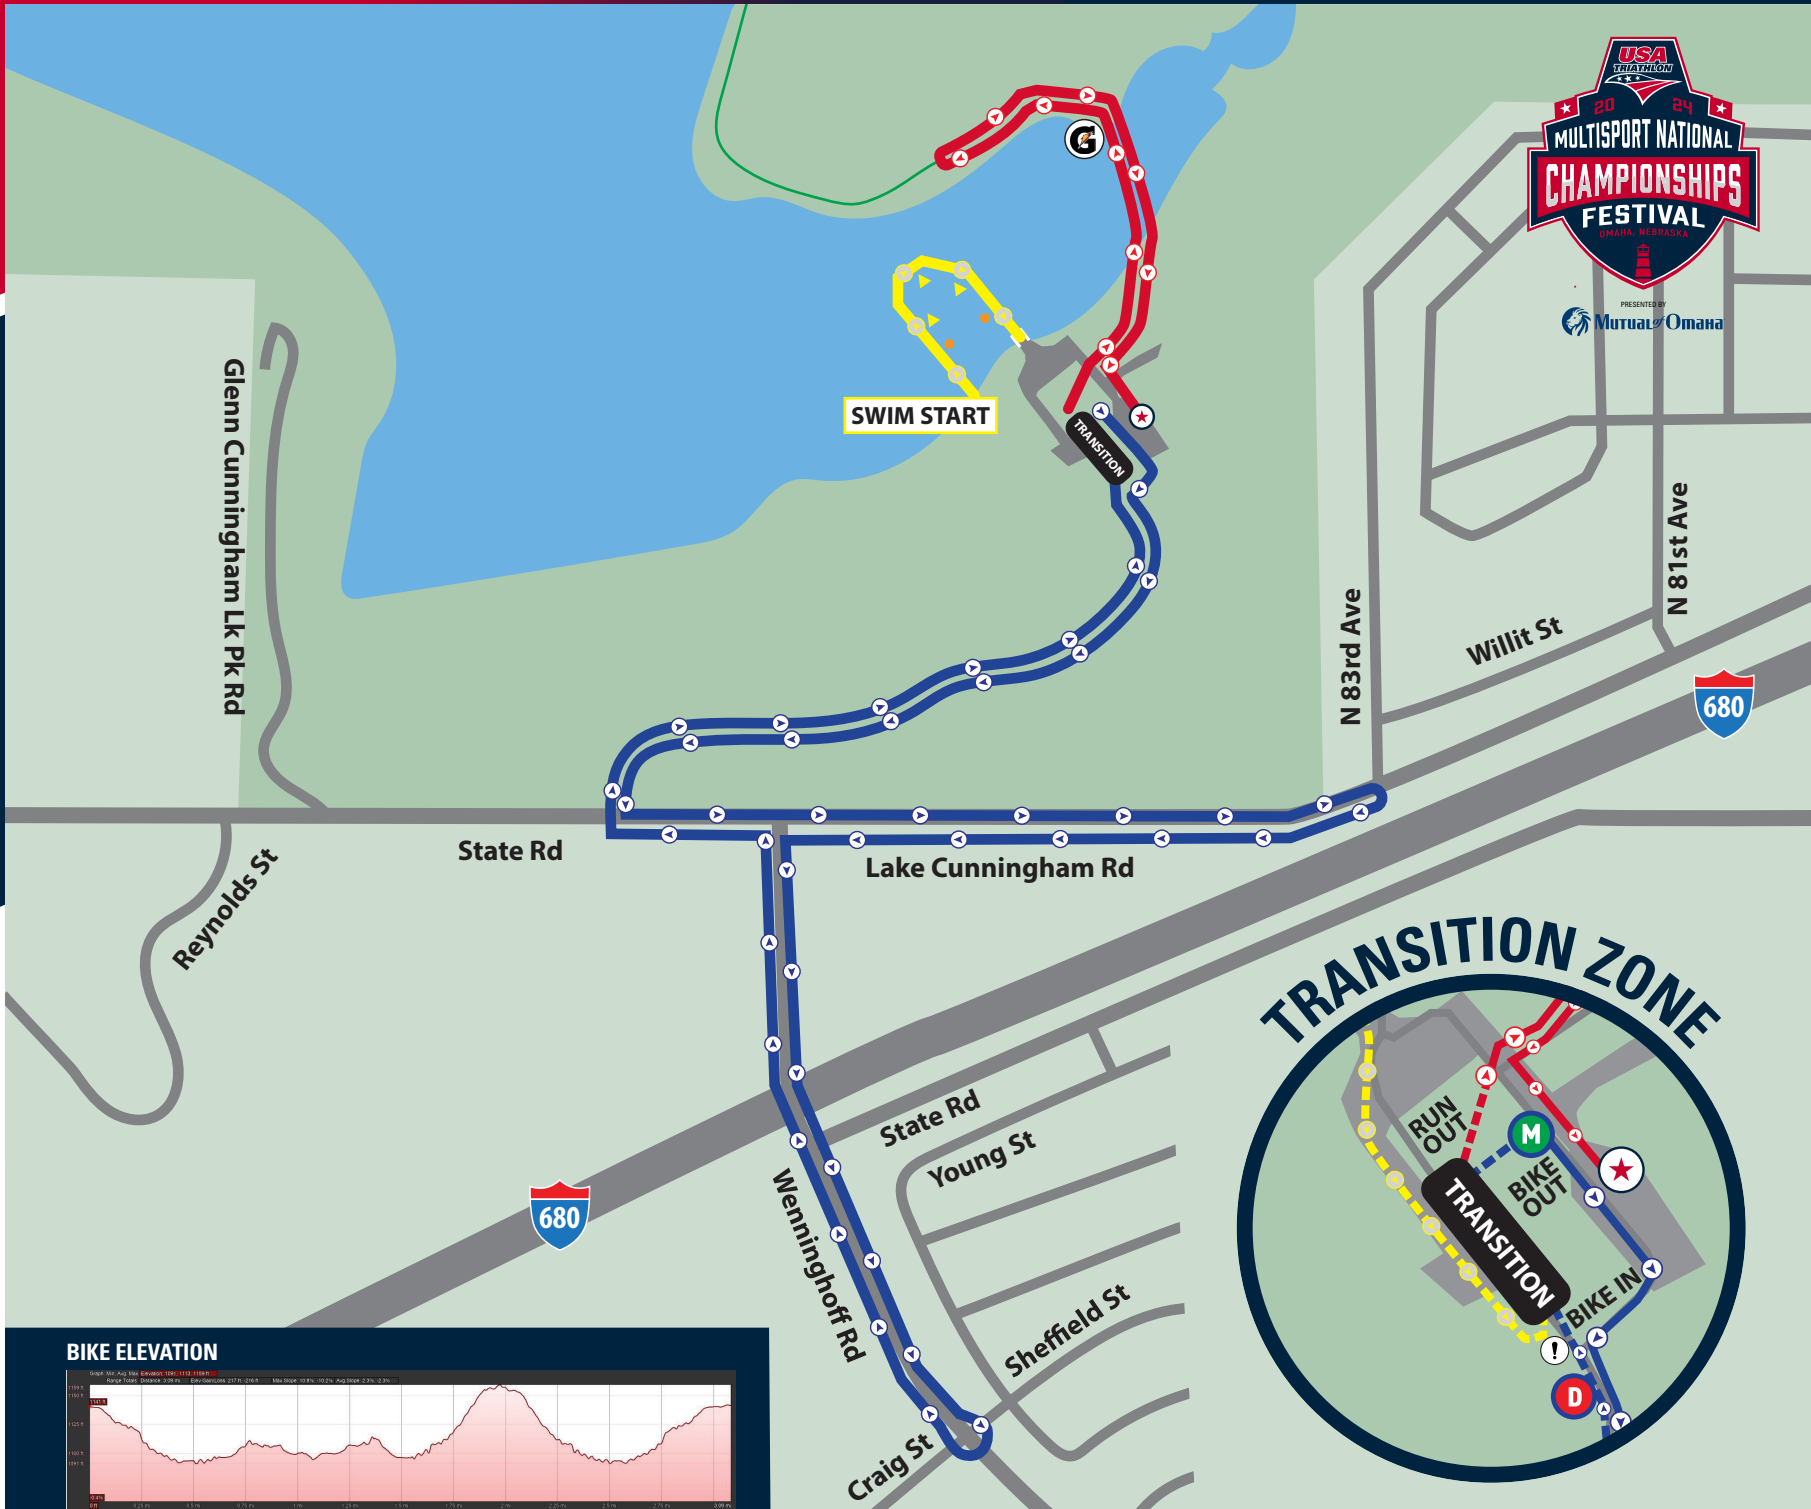 USA
TRIATHLON
20 24
MULTISPORT NATIONAL
CHAMPIONSHIPS
FESTIVAL
OMAHA, NEBRASKA
PRESENTED BY
Mutual of Omaha
G
SWIM START
TRANSITION
Glenn Cunningham Lk Pk Rd
N 83rd Ave
N 81st Ave
Willit St
680
State Rd
Lake Cunningham Rd
Reynolds St
State Rd
Young St
680
Wenninghoff Rd
Sheffield St
Craig St
TRANSITION ZONE
RUN
OUT
M
BIKE
OUT
TRANSITION
BIKE IN
!
D
BIKE ELEVATION